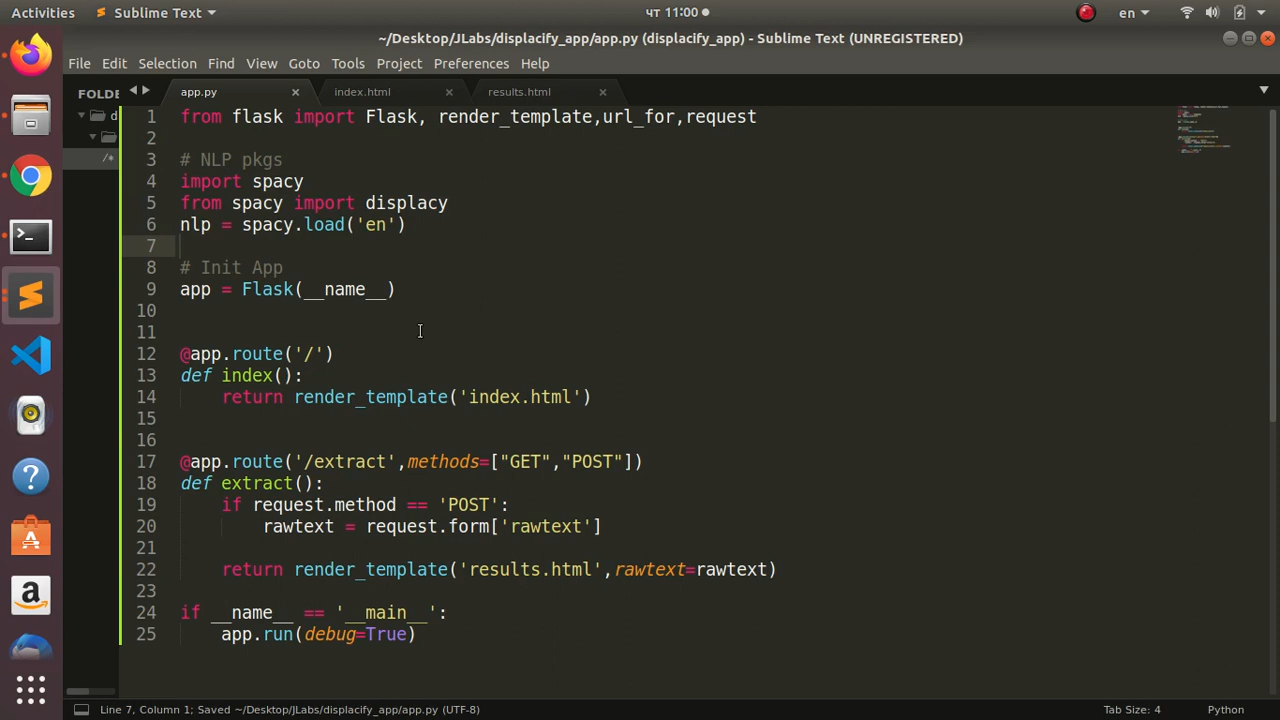 Activities
Sublime Text
чт 11:00
en
~/Desktop/JLabs/displacify_app/app.py (displacify_app) - Sublime Text (UNREGISTERED)
File Edit Selection Find View Goto Tools Project Preferences Help
FOLDE
d
/*
app.py
index.html
results.html
1 from flask import Flask, render_template,url_for,request
2
3 # NLP pkgs
4 import spacy
5 from spacy import displacy
6 nlp = spacy.load('en')
7
8 # Init App
9 app = Flask(__name__)
10
11
12 @app.route('/')
13 def index():
14 return render_template('index.html')
15
16
17 @app.route('/extract',methods=["GET","POST"])
18 def extract():
19 if request.method == 'POST':
20 rawtext = request.form['rawtext']
21
22 return render_template('results.html',rawtext=rawtext)
23
24 if __name__ == '__main__':
25 app.run(debug=True)
Line 7, Column 1; Saved ~/Desktop/JLabs/displacify_app/app.py (UTF-8)
Tab Size: 4
Python